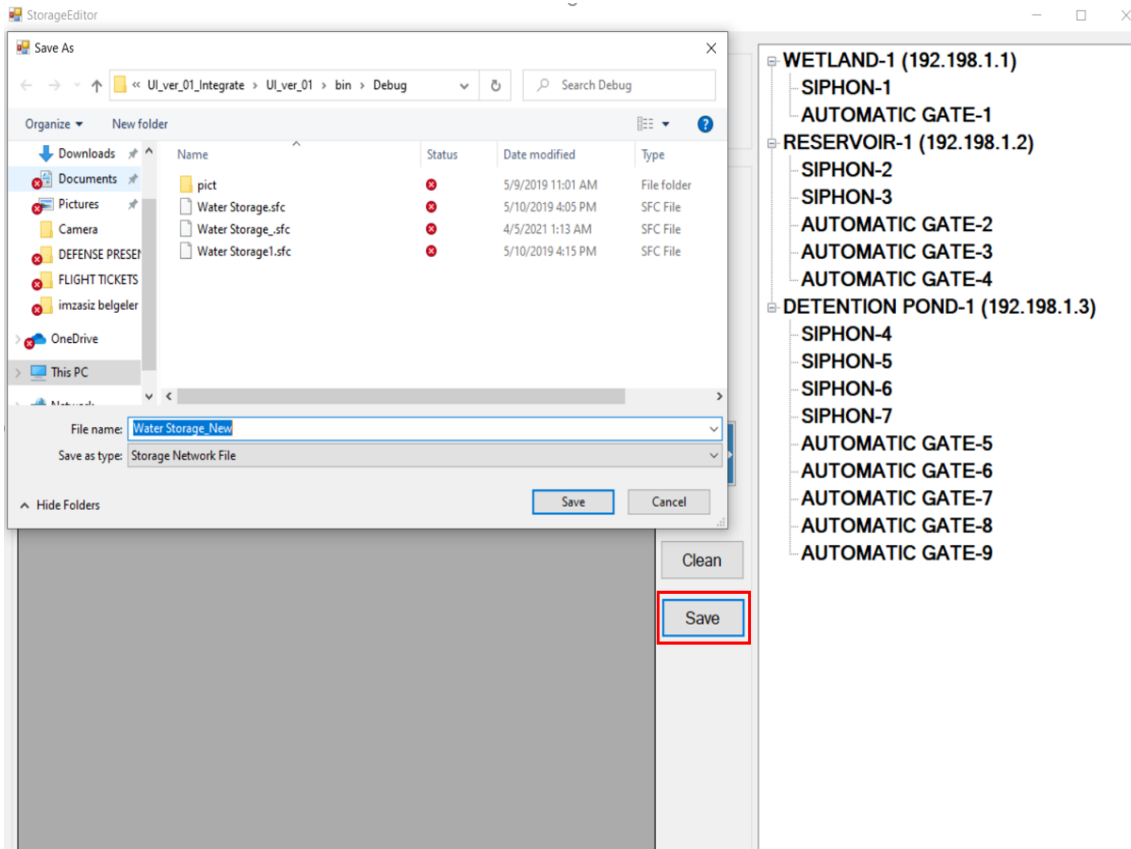 StorageEditor
Save As
« UI_ver_01_Integrate > UI_ver_01 > bin > Debug
Search Debug
Organize
New folder
Downloads
Documents
Pictures
Camera
DEFENSE PRESEN
FLIGHT TICKETS
imzasiz belgeler
OneDrive
This PC
Network
Name Status Date modified Type
pict 5/9/2019 11:01 AM File folder
Water Storage.sfc 5/10/2019 4:05 PM SFC File
Water Storage_.sfc 4/5/2021 1:13 AM SFC File
Water Storage1.sfc 5/10/2019 4:15 PM SFC File
File name: Water Storage_New
Save as type: Storage Network File
Hide Folders
Save
Cancel
Clean
Save
WETLAND-1 (192.198.1.1)
SIPHON-1
AUTOMATIC GATE-1
RESERVOIR-1 (192.198.1.2)
SIPHON-2
SIPHON-3
AUTOMATIC GATE-2
AUTOMATIC GATE-3
AUTOMATIC GATE-4
DETENTION POND-1 (192.198.1.3)
SIPHON-4
SIPHON-5
SIPHON-6
SIPHON-7
AUTOMATIC GATE-5
AUTOMATIC GATE-6
AUTOMATIC GATE-7
AUTOMATIC GATE-8
AUTOMATIC GATE-9